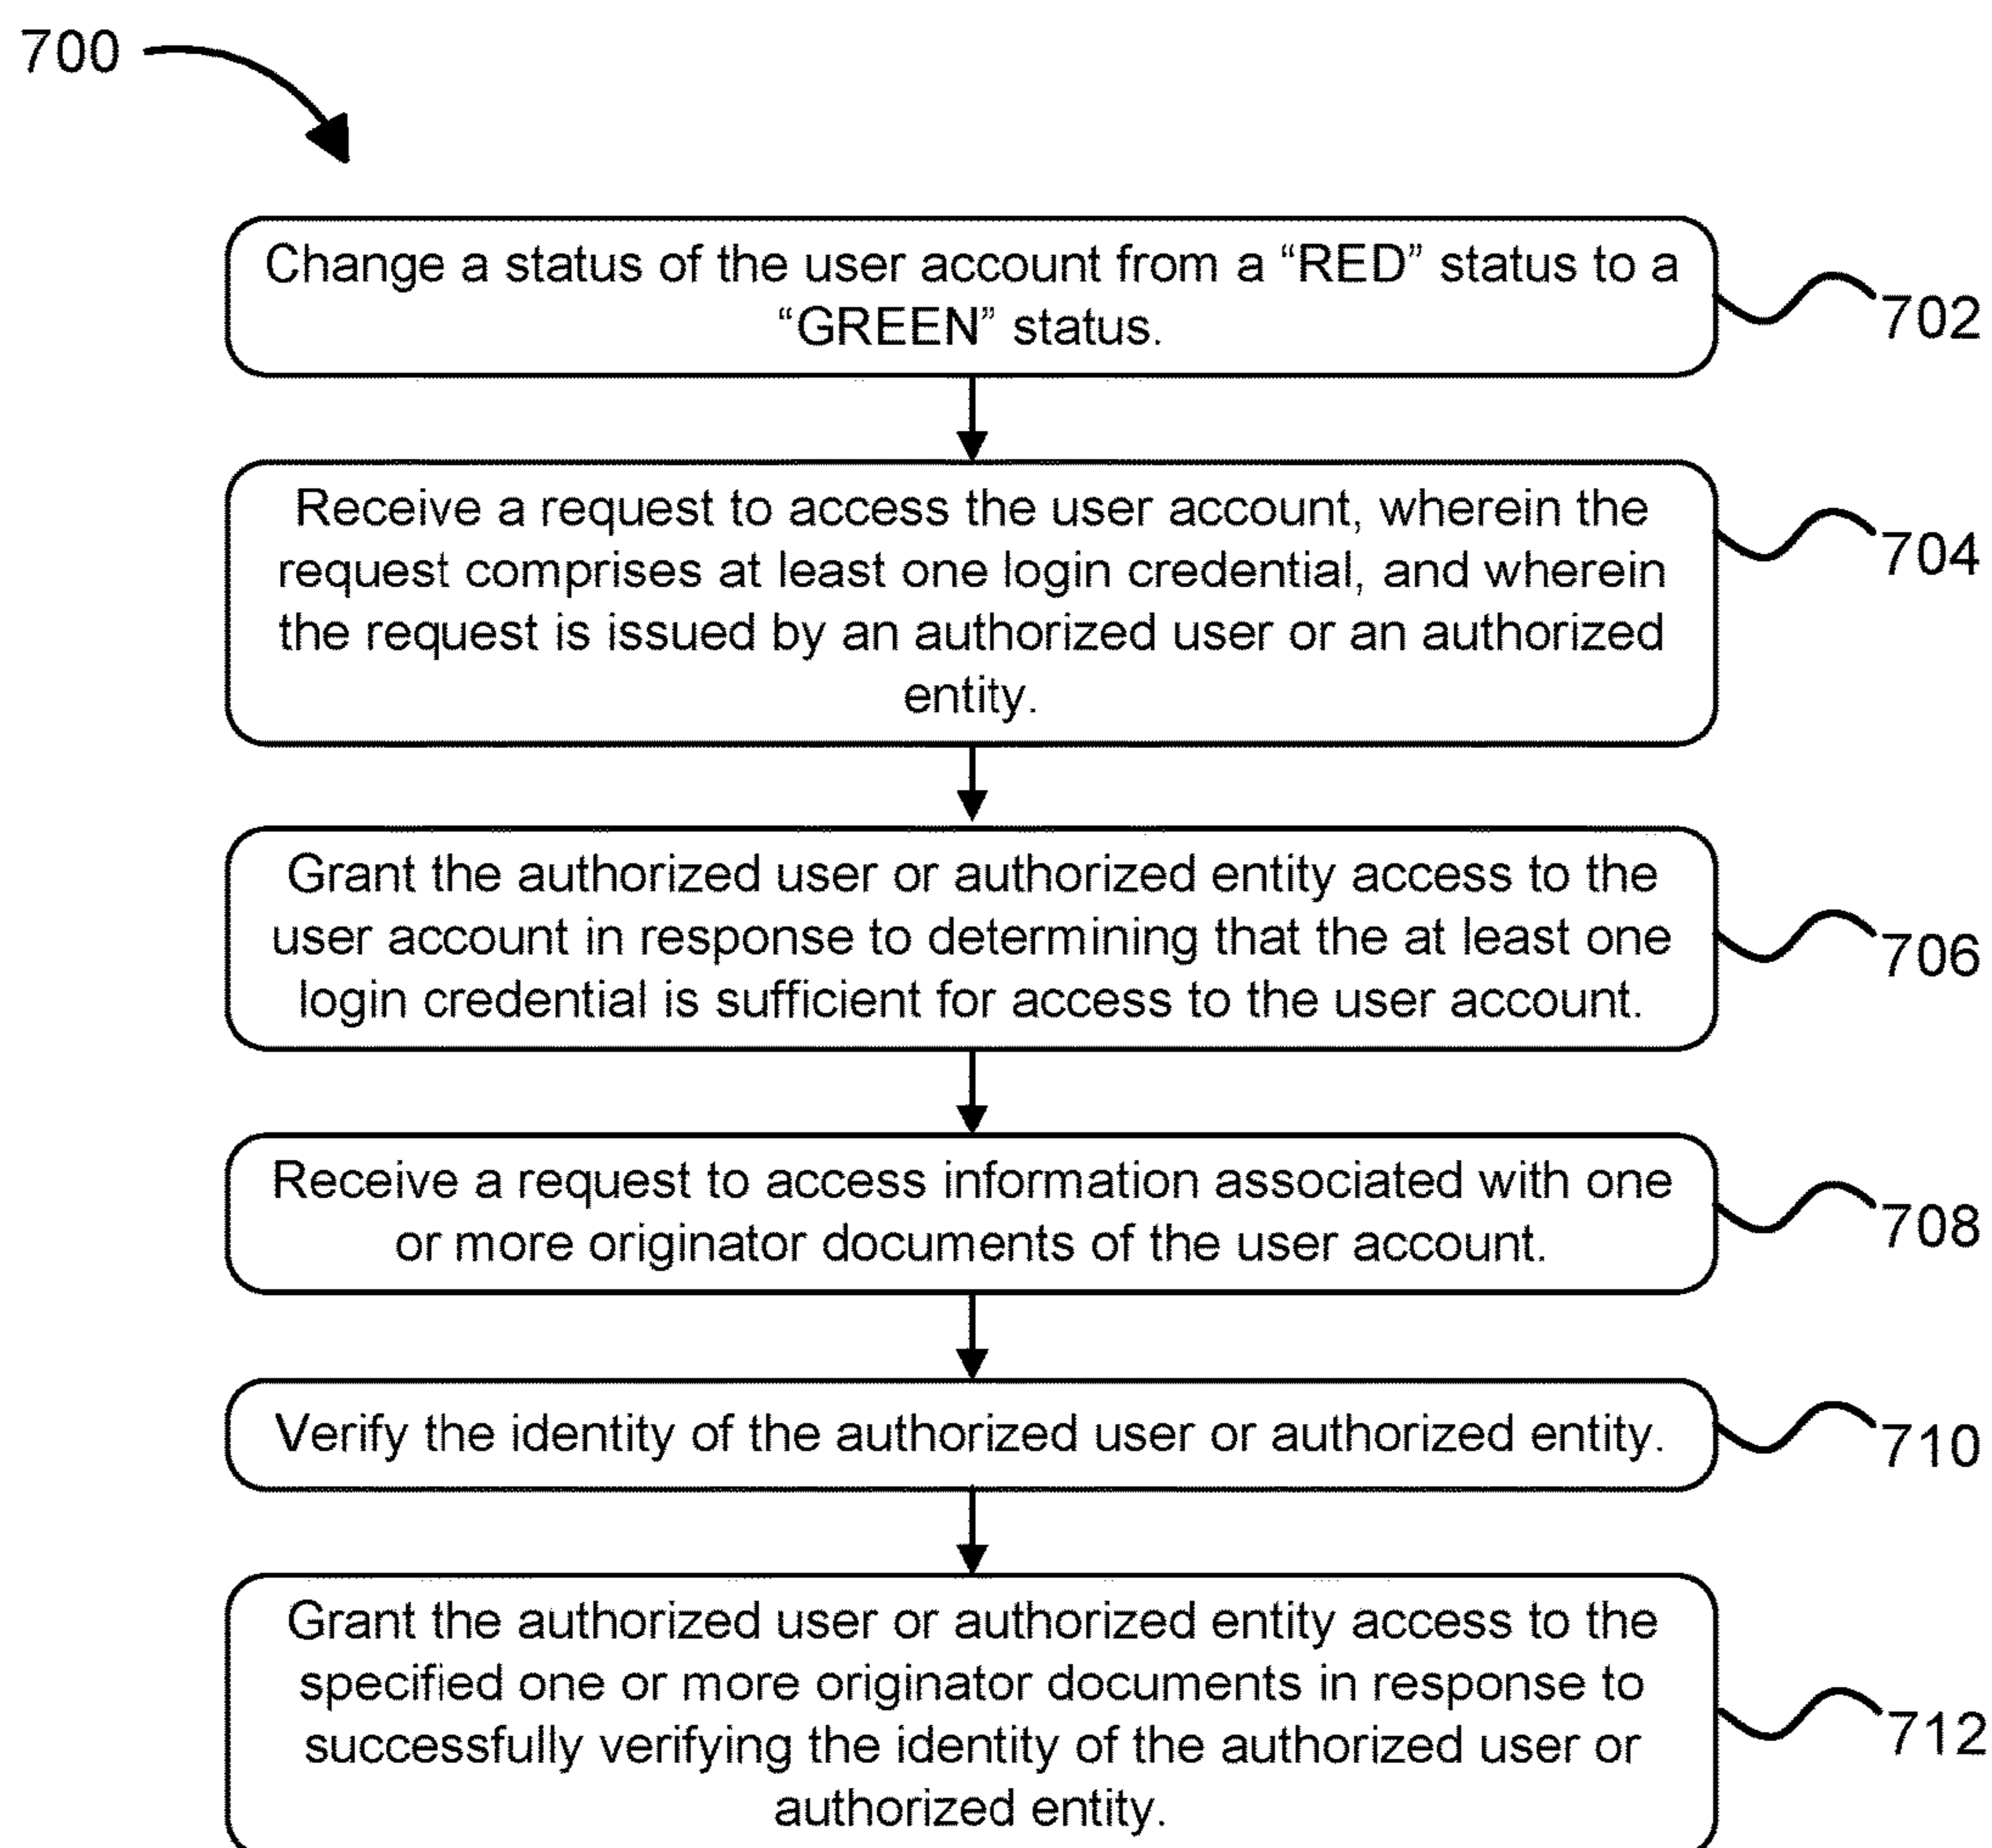 700
Change a status of the user account from a “RED” status to a
“GREEN” status.
702
Receive a request to access the user account, wherein the
request comprises at least one login credential, and wherein
the request is issued by an authorized user or an authorized
entity.
704
Grant the authorized user or authorized entity access to the
user account in response to determining that the at least one
login credential is sufficient for access to the user account.
706
Receive a request to access information associated with one
or more originator documents of the user account.
708
Verify the identity of the authorized user or authorized entity.
710
Grant the authorized user or authorized entity access to the
specified one or more originator documents in response to
successfully verifying the identity of the authorized user or
authorized entity.
712